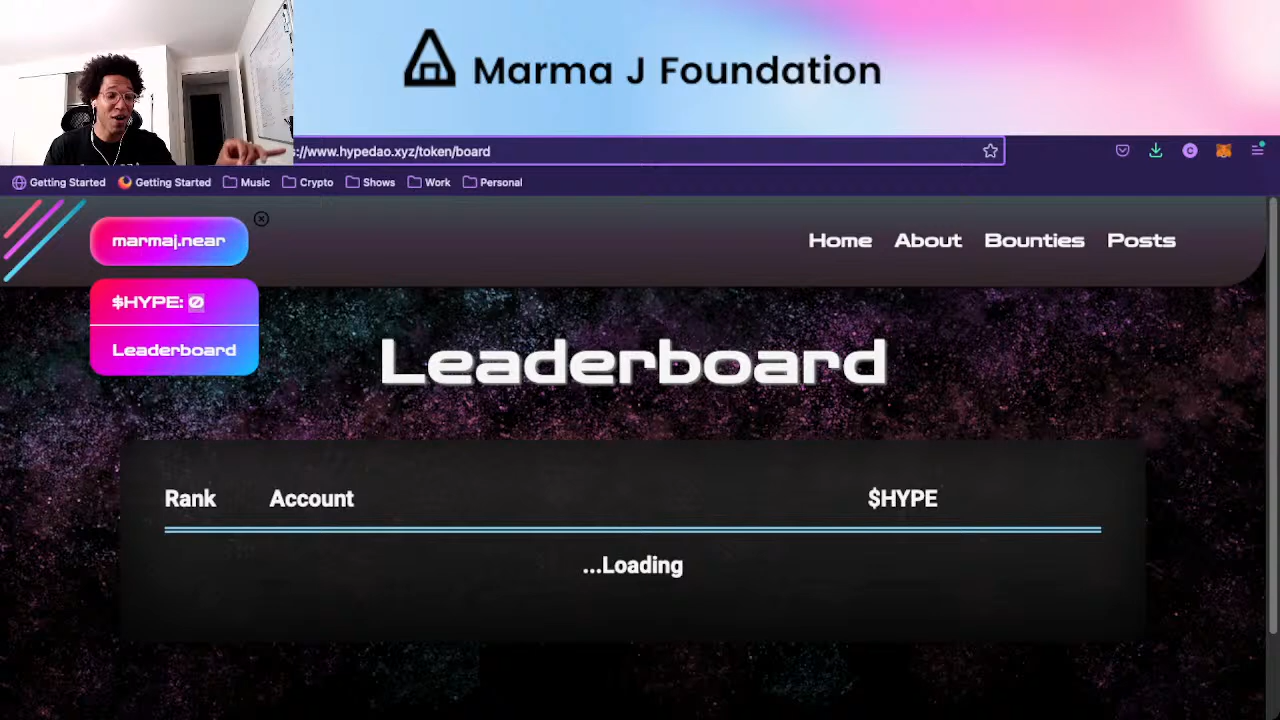 Marma J Foundation
s://www.hypedao.xyz/token/board
Getting Started
Getting Started
Music
Crypto
Shows
Work
Personal
marmaj.near
Home
About
Bounties
Posts
$HYPE: 0
Leaderboard
Leaderboard
Rank
Account
$HYPE
...Loading